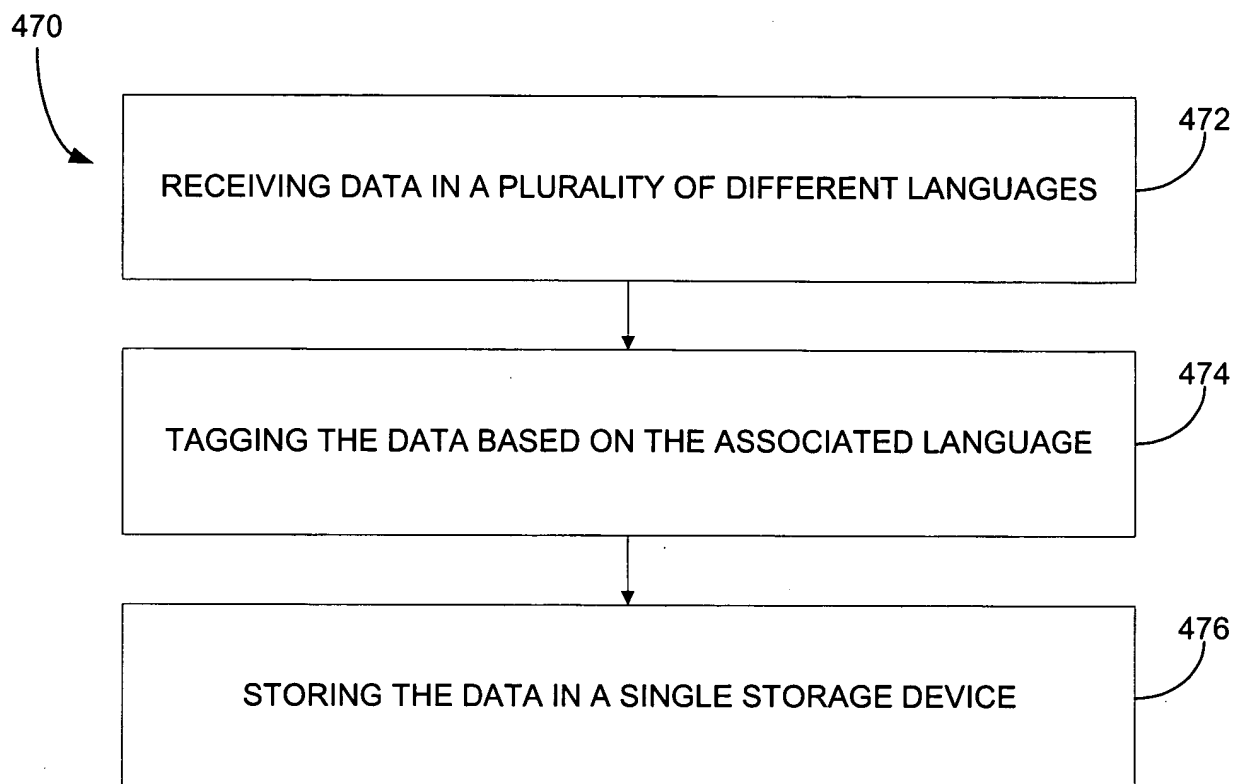 470
472
RECEIVING DATA IN A PLURALITY OF DIFFERENT LANGUAGES
474
TAGGING THE DATA BASED ON THE ASSOCIATED LANGUAGE
476
STORING THE DATA IN A SINGLE STORAGE DEVICE